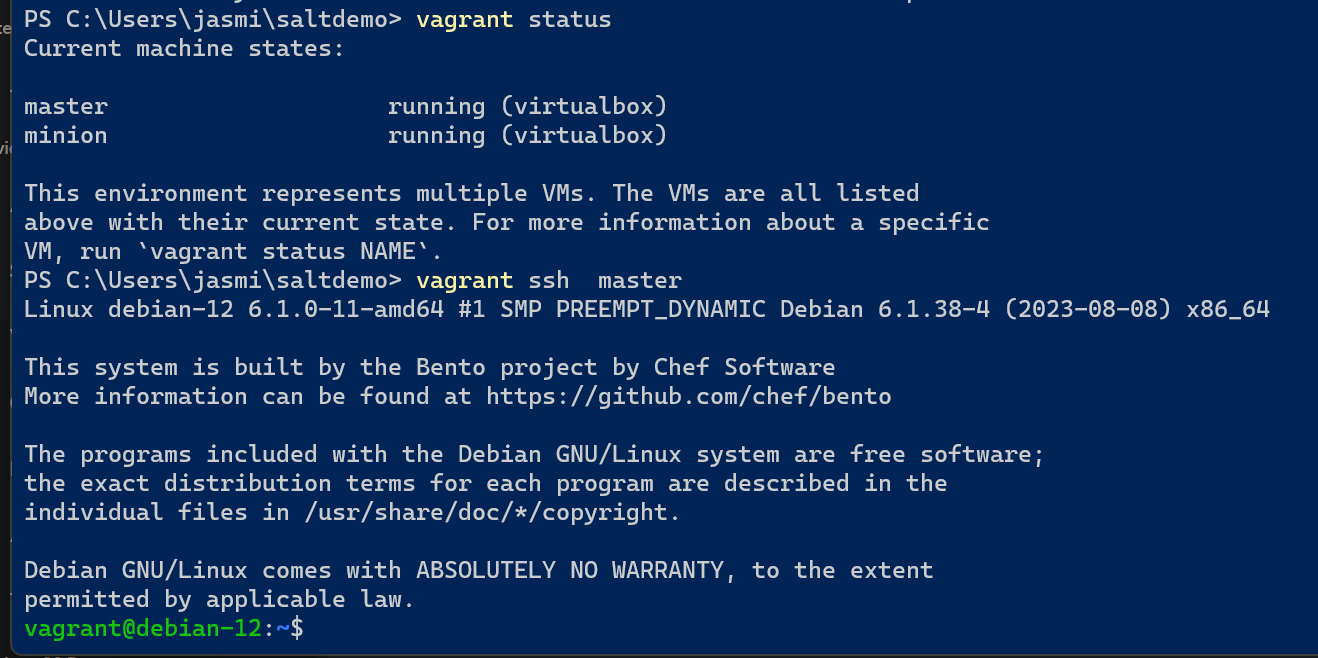 PS C:\Users\jasmi\saltdemo> vagrant status
Current machine states:
master                    running (virtualbox)
minion                    running (virtualbox)
This environment represents multiple VMs. The VMs are all listed
above with their current state. For more information about a specific
VM, run `vagrant status NAME`.
PS C:\Users\jasmi\saltdemo> vagrant ssh  master
Linux debian-12 6.1.0-11-amd64 #1 SMP PREEMPT_DYNAMIC Debian 6.1.38-4 (2023-08-08) x86_64
This system is built by the Bento project by Chef Software
More information can be found at https://github.com/chef/bento
The programs included with the Debian GNU/Linux system are free software;
the exact distribution terms for each program are described in the
individual files in /usr/share/doc/*/copyright.
Debian GNU/Linux comes with ABSOLUTELY NO WARRANTY, to the extent
permitted by applicable law.
vagrant@debian-12:~$